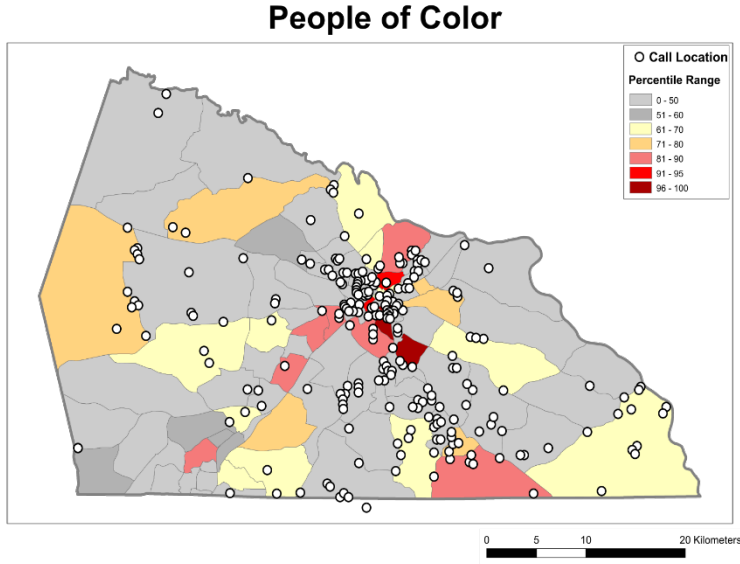 People of Color
Call Location
Percentile Range
0 - 50
51 - 60
61 - 70
71 - 80
81 - 90
91 - 95
96 - 100
0 5 10 20 Kilometers